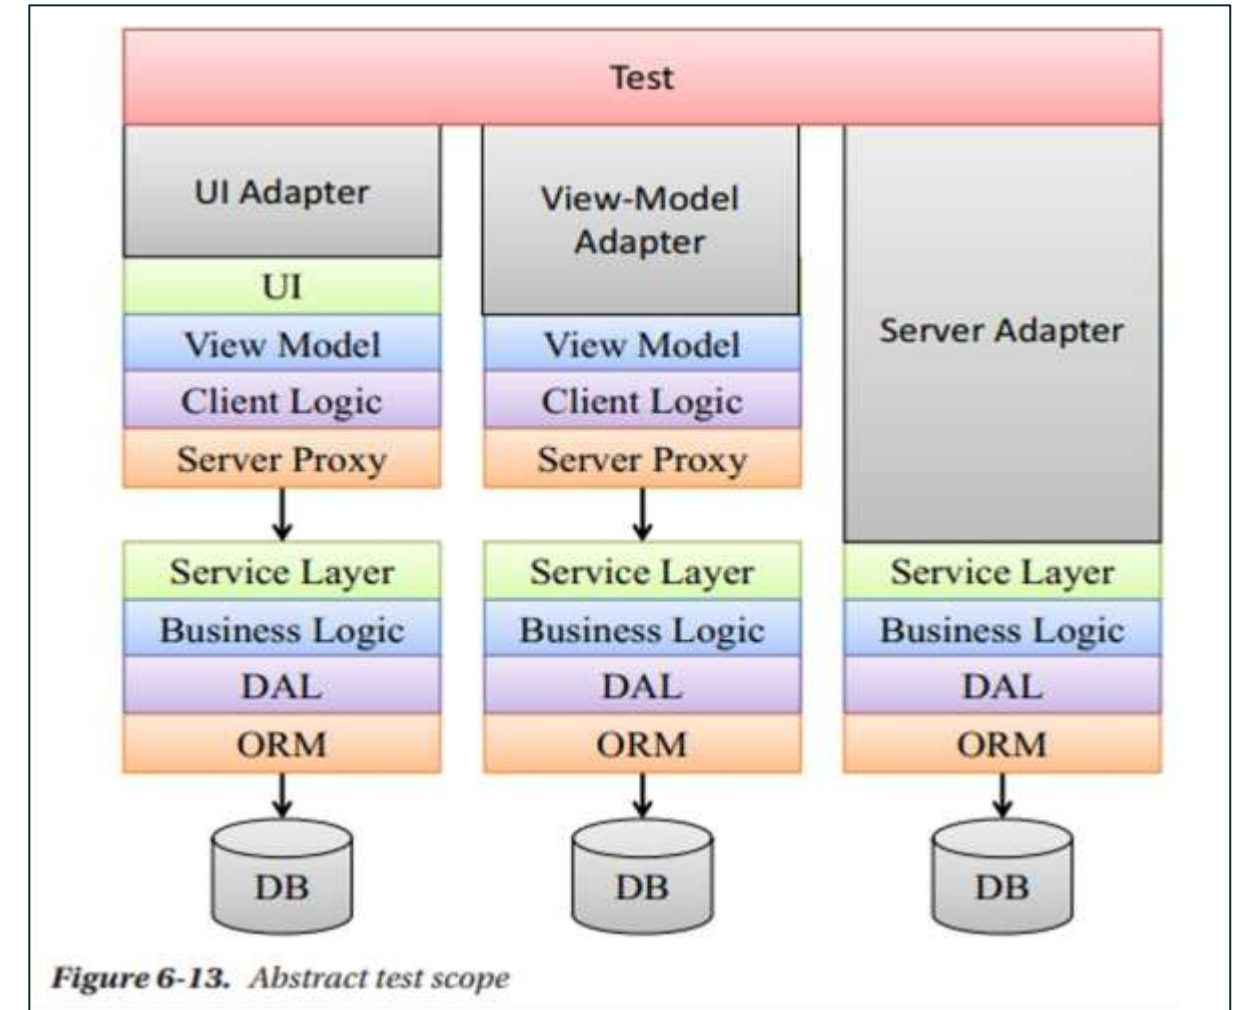 Test
UI Adapter
UI
View Model
Client Logic
Server Proxy
Service Layer
Business Logic
DAL
ORM
DB
View-Model
Adapter
View Model
Client Logic
Server Proxy
Service Layer
Business Logic
DAL
ORM
DB
Server Adapter
Service Layer
Business Logic
DAL
ORM
DB
Figure 6-13. Abstract test scope